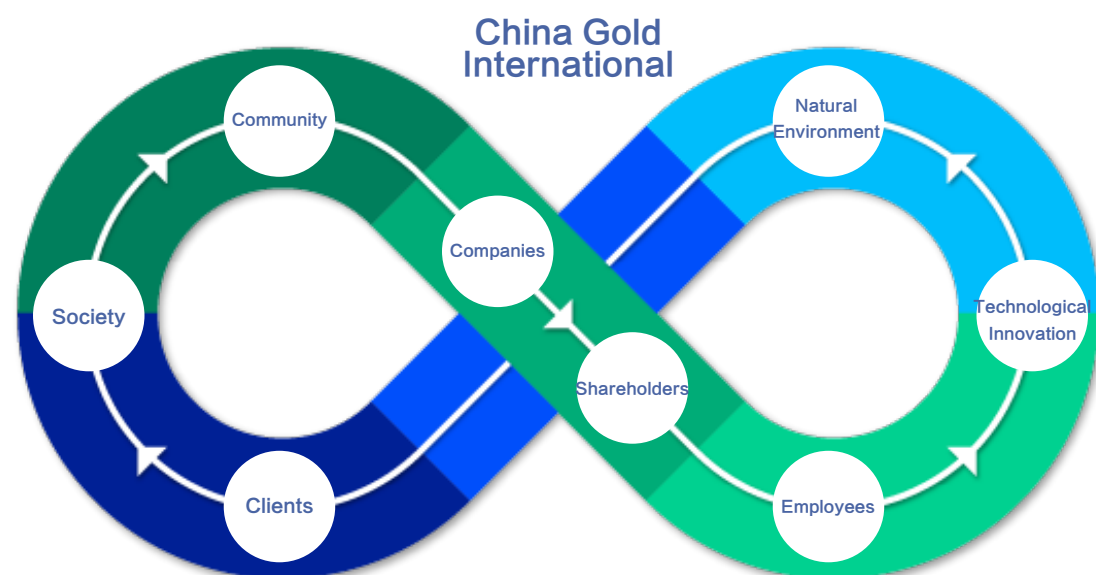 China Gold
International
Community
Natural
Environment
Companies
Society
Technological
Innovation
Shareholders
Clients
Employees